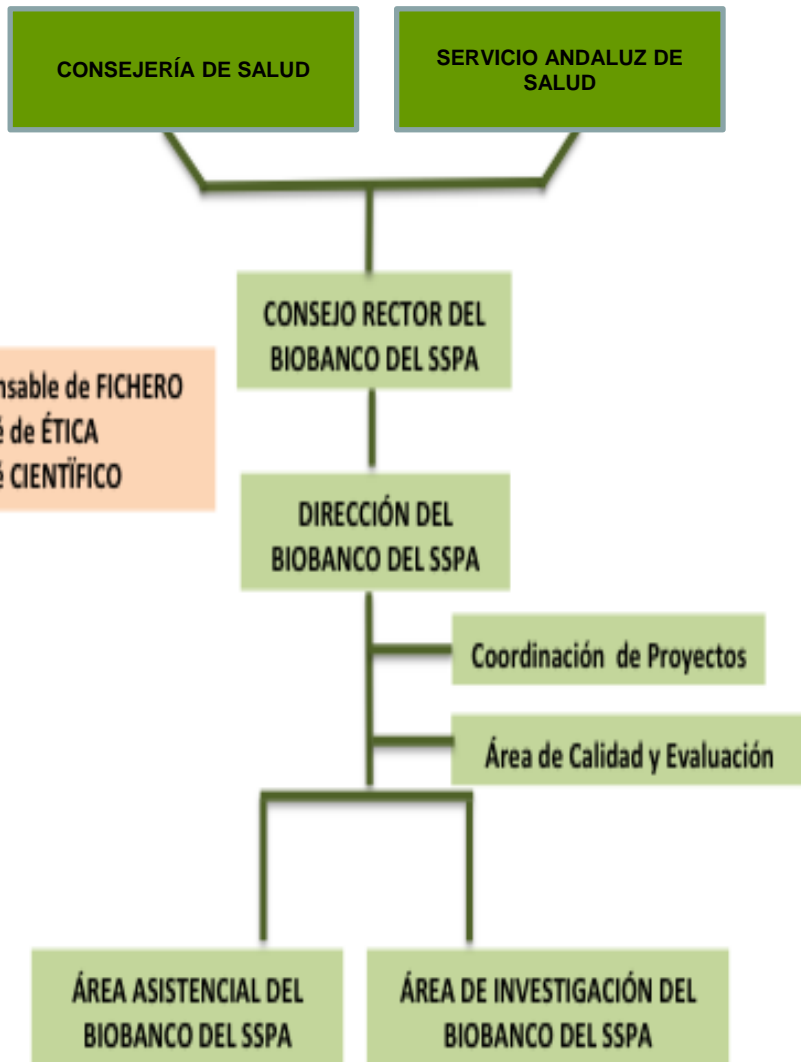 CONSEJERÍA DE SALUD
SERVICIO ANDALUZ DE
SALUD
CONSEJO RECTOR DEL
BIOBANCO DEL SSPA
nsable de FICHERO
é de ÉTICA
é CIENTÏFICO
DIRECCIÓN DEL
BIOBANCO DEL SSPA
Coordinación de Proyectos
Área de Calidad y Evaluación
ÁREA ASISTENCIAL DEL
BIOBANCO DEL SSPA
ÁREA DE INVESTIGACIÓN DEL
BIOBANCO DEL SSPA